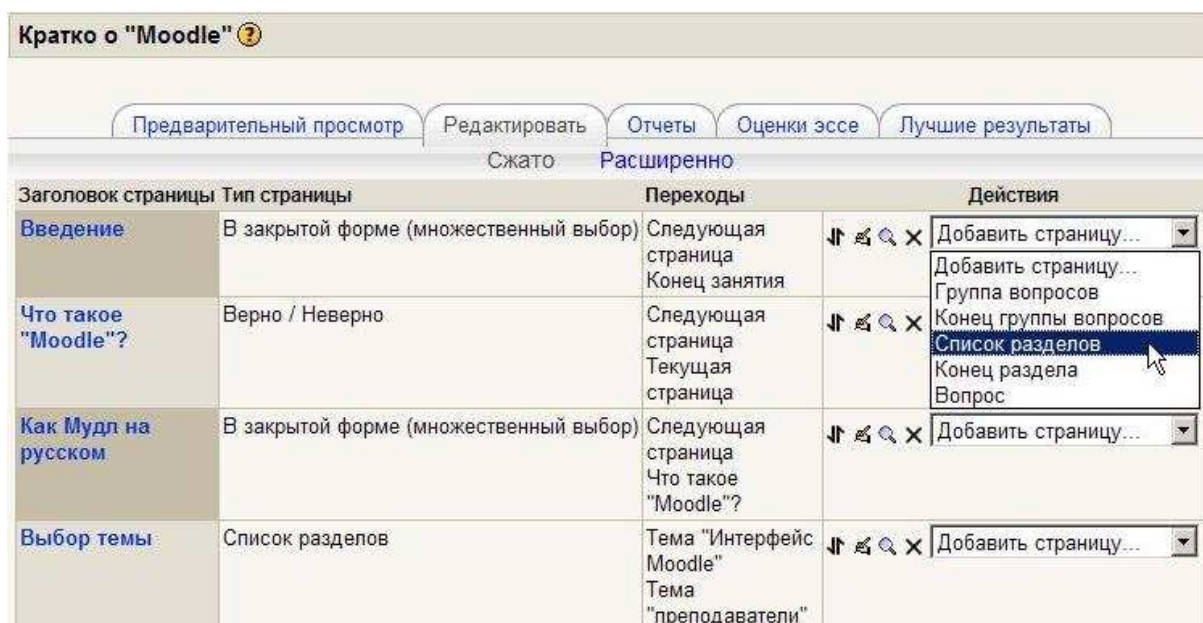 Кратко о "Moodle"
Предварительный просмотр Редактировать Отчеты Оценки эссе Лучшие результаты
Сжато Расширенно
Заголовок страницы Тип страницы Переходы Действия
Введение В закрытой форме (множественный выбор) Следующая Добавить страницу...
страница
Конец занятия
Добавить страницу...
Группа вопросов
Конец группы вопросов
Список разделов
Конец раздела
Вопрос
Что такое Верно / Неверно Следующая
"Moodle"? страница
Текущая
страница
Как Мудл на В закрытой форме (множественный выбор) Следующая Добавить страницу...
русском страница
Что такое
"Moodle"?
Выбор темы Список разделов Тема "Интерфейс Добавить страницу...
Moodle"
Тема
"преподаватели"